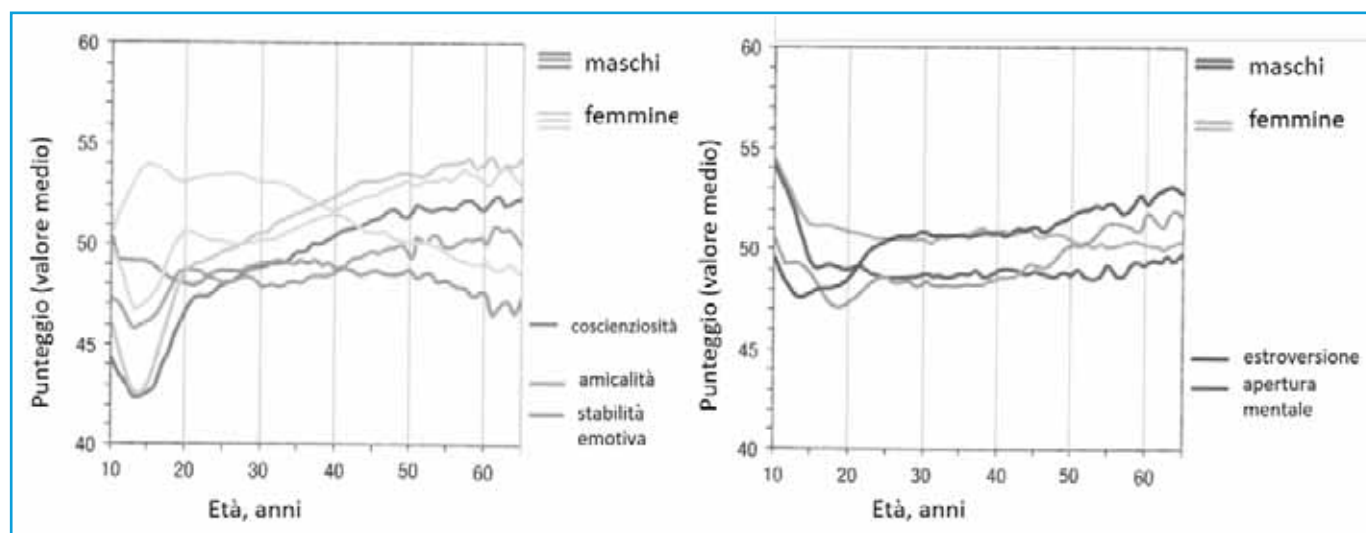 60
55
50
45
40
Punteggio (valore medio)
10
20
30
40
50
60
Età, anni
maschi
femmine
coscienziosità
amicalità
stabilità
emotiva
60
55
50
45
40
Punteggio (valore medio)
10
20
30
40
50
60
Età, anni
maschi
femmine
estroversione
apertura
mentale